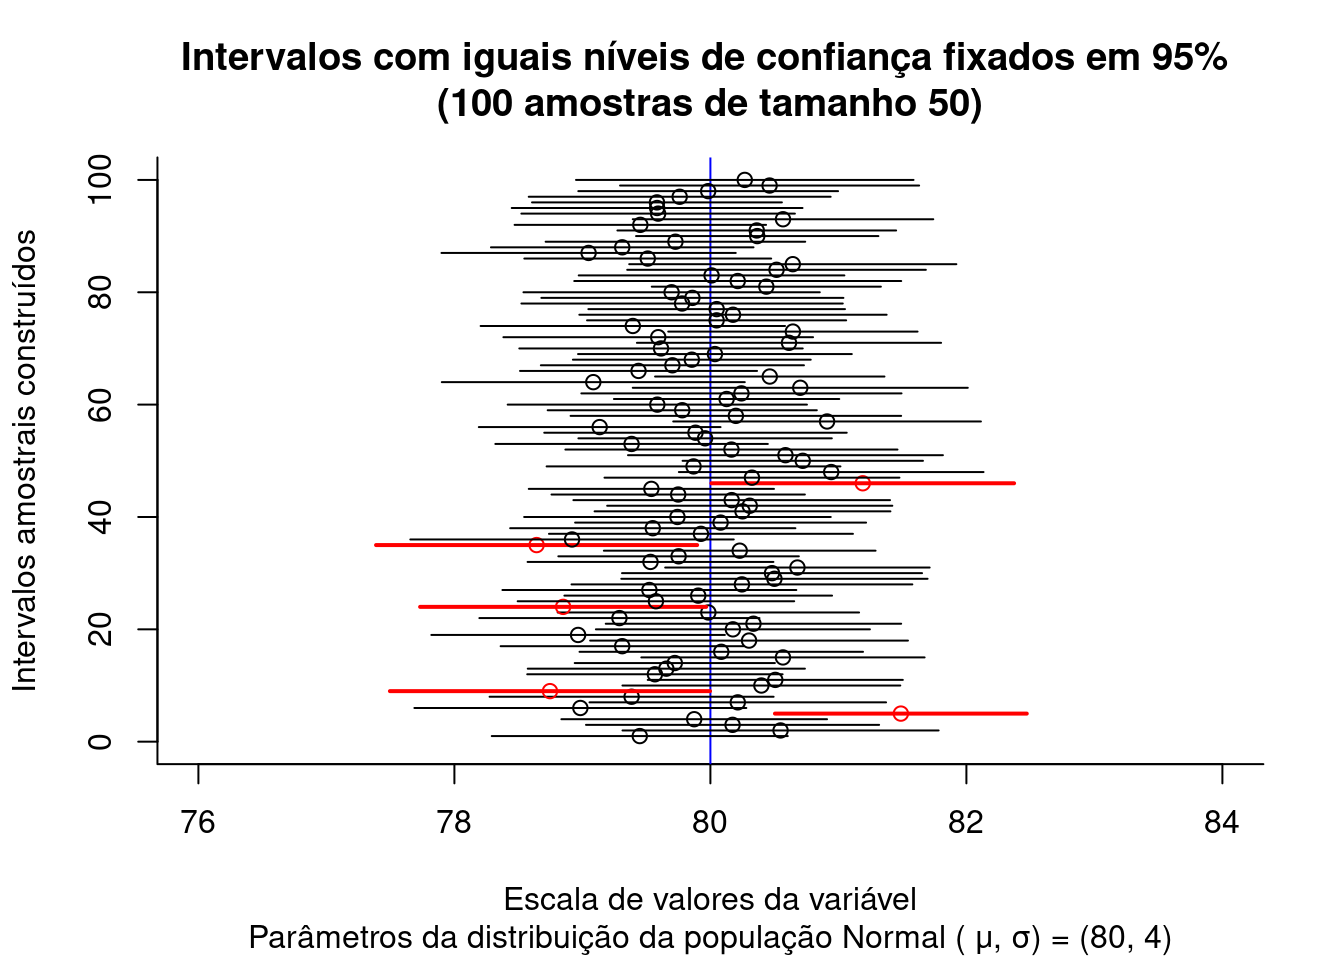 Intervalos com iguais níveis de confiança fixados em 95%
(100 amostras de tamanho 50)
Intervalos amostrais construídos
100
80
60
40
20
0
76 78 80 82 84
Escala de valores da variável
Parâmetros da distribuição da população Normal ( μ, σ) = (80, 4)